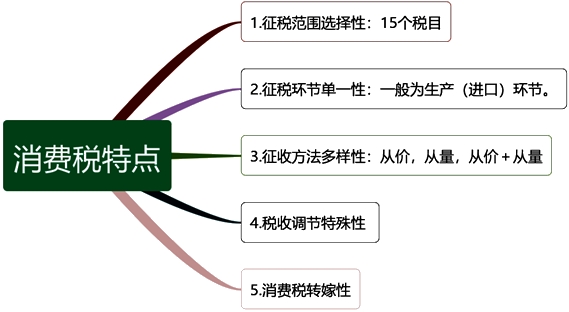 1.征税范围选择性：15个税目
2.征税环节单一性：一般为生产（进口）环节。
消费税特点
3.征收方法多样性：从价，从量，从价＋从量
4.税收调节特殊性
5.消费税转嫁性